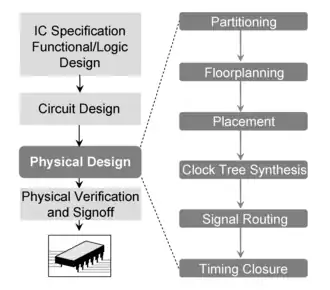 IC Specification
Functional/Logic
Design
Circuit Design
Physical Design
Physical Verification
and Signoff
Partitioning
Floorplanning
Placement
Clock Tree Synthesis
Signal Routing
Timing Closure